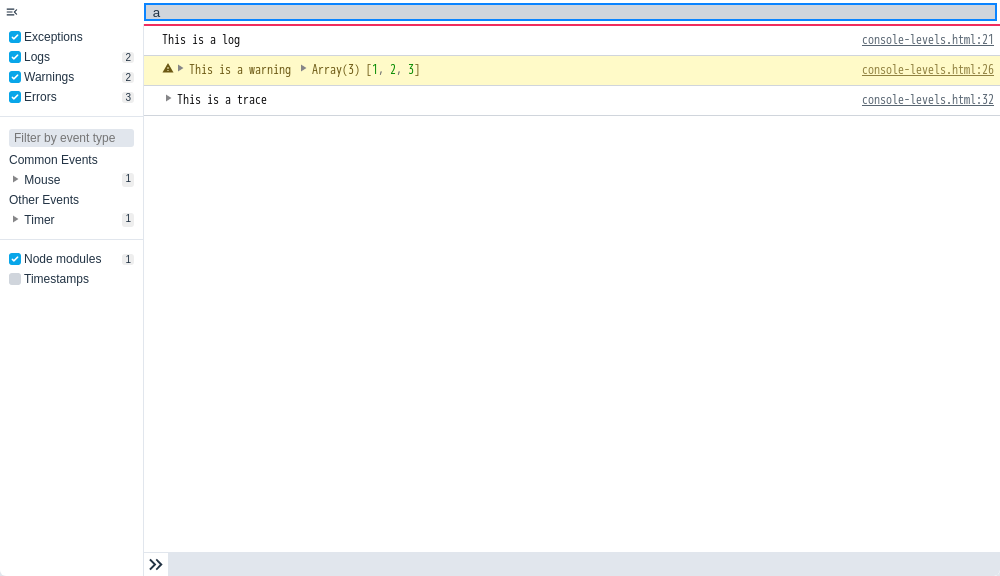 a
Exceptions
Logs 2
Warnings 2
Errors 3
Filter by event type
Common Events
Mouse 1
Other Events
Timer 1
Node modules 1
Timestamps
This is a log console-levels.html:21
This is a warning Array(3) [1, 2, 3] console-levels.html:26
This is a trace console-levels.html:32